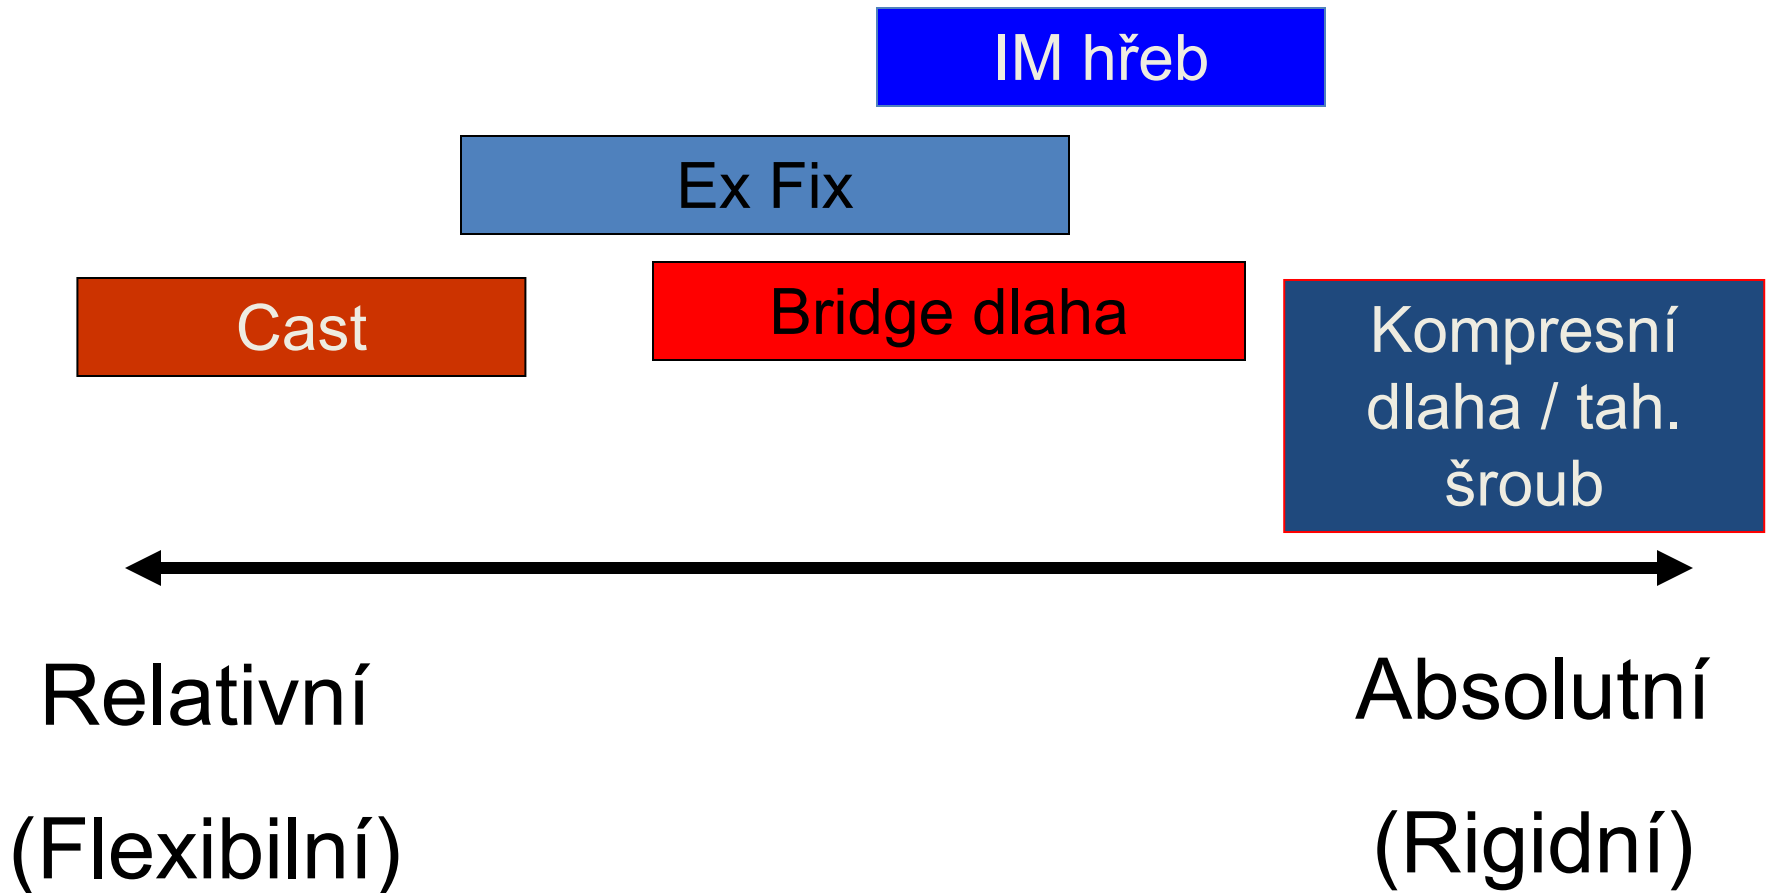 IM hřeb
Ex Fix
Cast
Bridge dlaha
Kompresní
dlaha / tah.
šroub
Relativní
(Flexibilní)
Absolutní
(Rigidní)